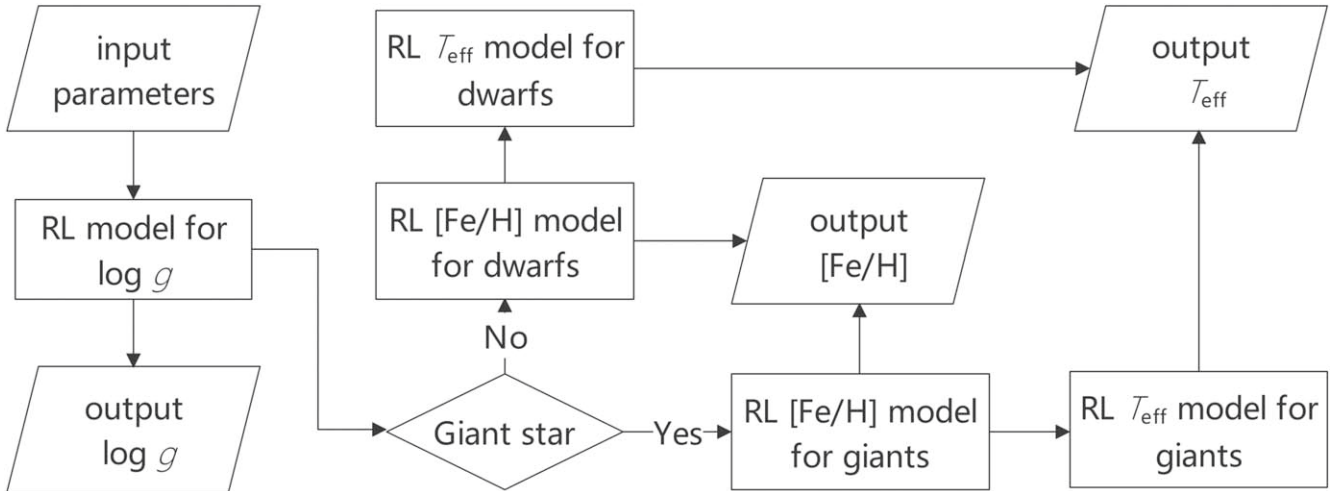 input
parameters
RL model for
log g
output
log g
RL Teff model for
dwarfs
RL [Fe/H] model
for dwarfs
No
Giant star
Yes
output
[Fe/H]
RL [Fe/H] model
for giants
output
Teff
RL Teff model for
giants